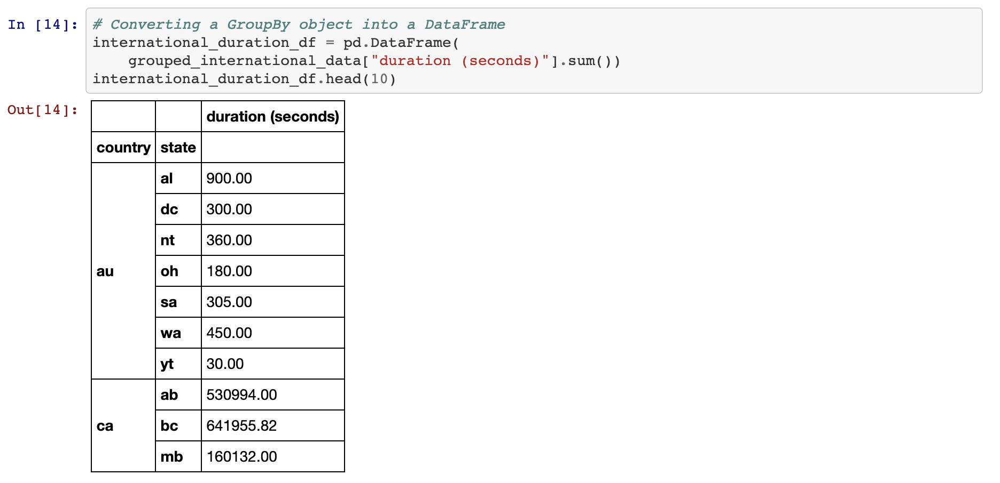 In [14]: # Converting a GroupBy object into a DataFrame
international_duration_df = pd.DataFrame(
    grouped_international_data["duration (seconds)"].sum())
international_duration_df.head(10)
Out[14]:
duration (seconds)
country state
au al 900.00
dc 300.00
nt 360.00
oh 180.00
sa 305.00
wa 450.00
yt 30.00
ca ab 530994.00
bc 641955.82
mb 160132.00